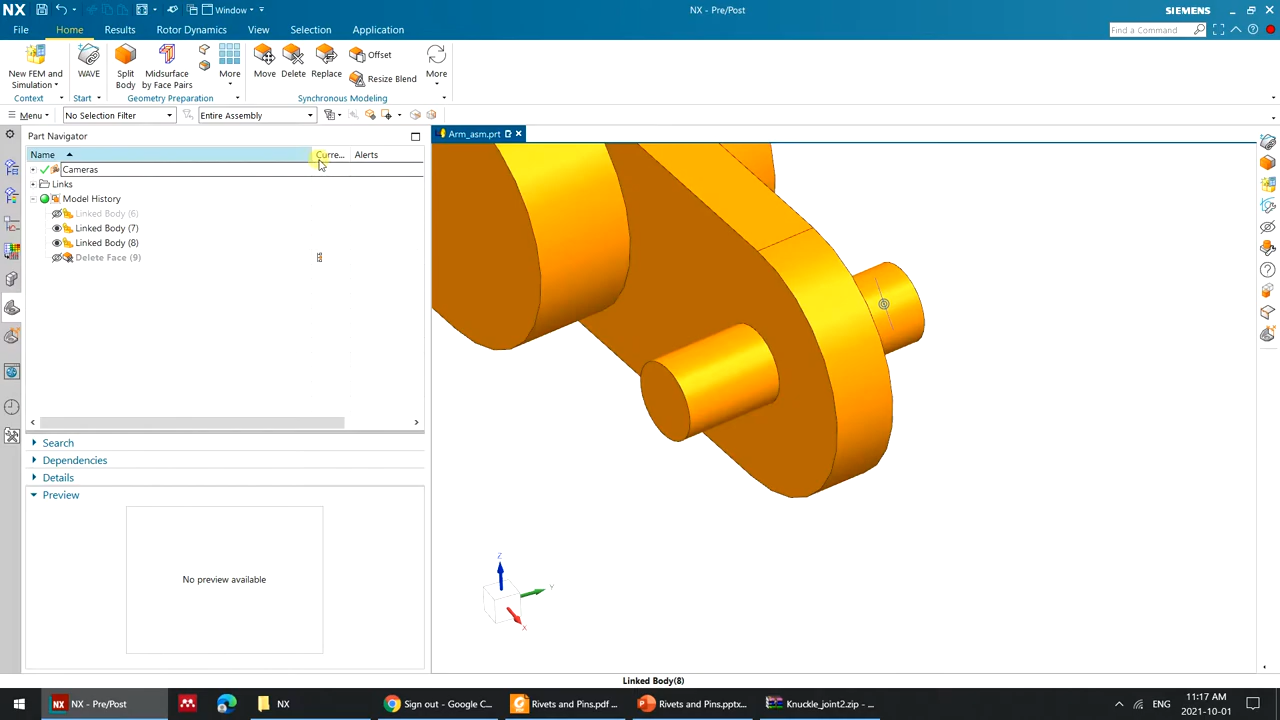 NX
Window
NX - Pre/Post
SIEMENS
File
Home
Results
Rotor Dynamics
View
Selection
Application
Find a Command
New FEM and
Simulation
WAVE
Split
Body
Midsurface
by Face Pairs
More
Move
Delete
Replace
Offset
Resize Blend
More
Context
Start
Geometry Preparation
Synchronous Modeling
Menu
No Selection Filter
Entire Assembly
Part Navigator
Arm_asm.prt
Name
Curre...
Alerts
Cameras
Links
Model History
Linked Body (6)
Linked Body (7)
Linked Body (8)
Delete Face (9)
Search
Dependencies
Details
Preview
No preview available
Z
Y
X
Linked Body(8)
NX - Pre/Post
NX
Sign out - Google C...
Rivets and Pins.pdf ...
Rivets and Pins.pptx...
Knuckle_joint2.zip - ...
ENG
11:17 AM
2021-10-01